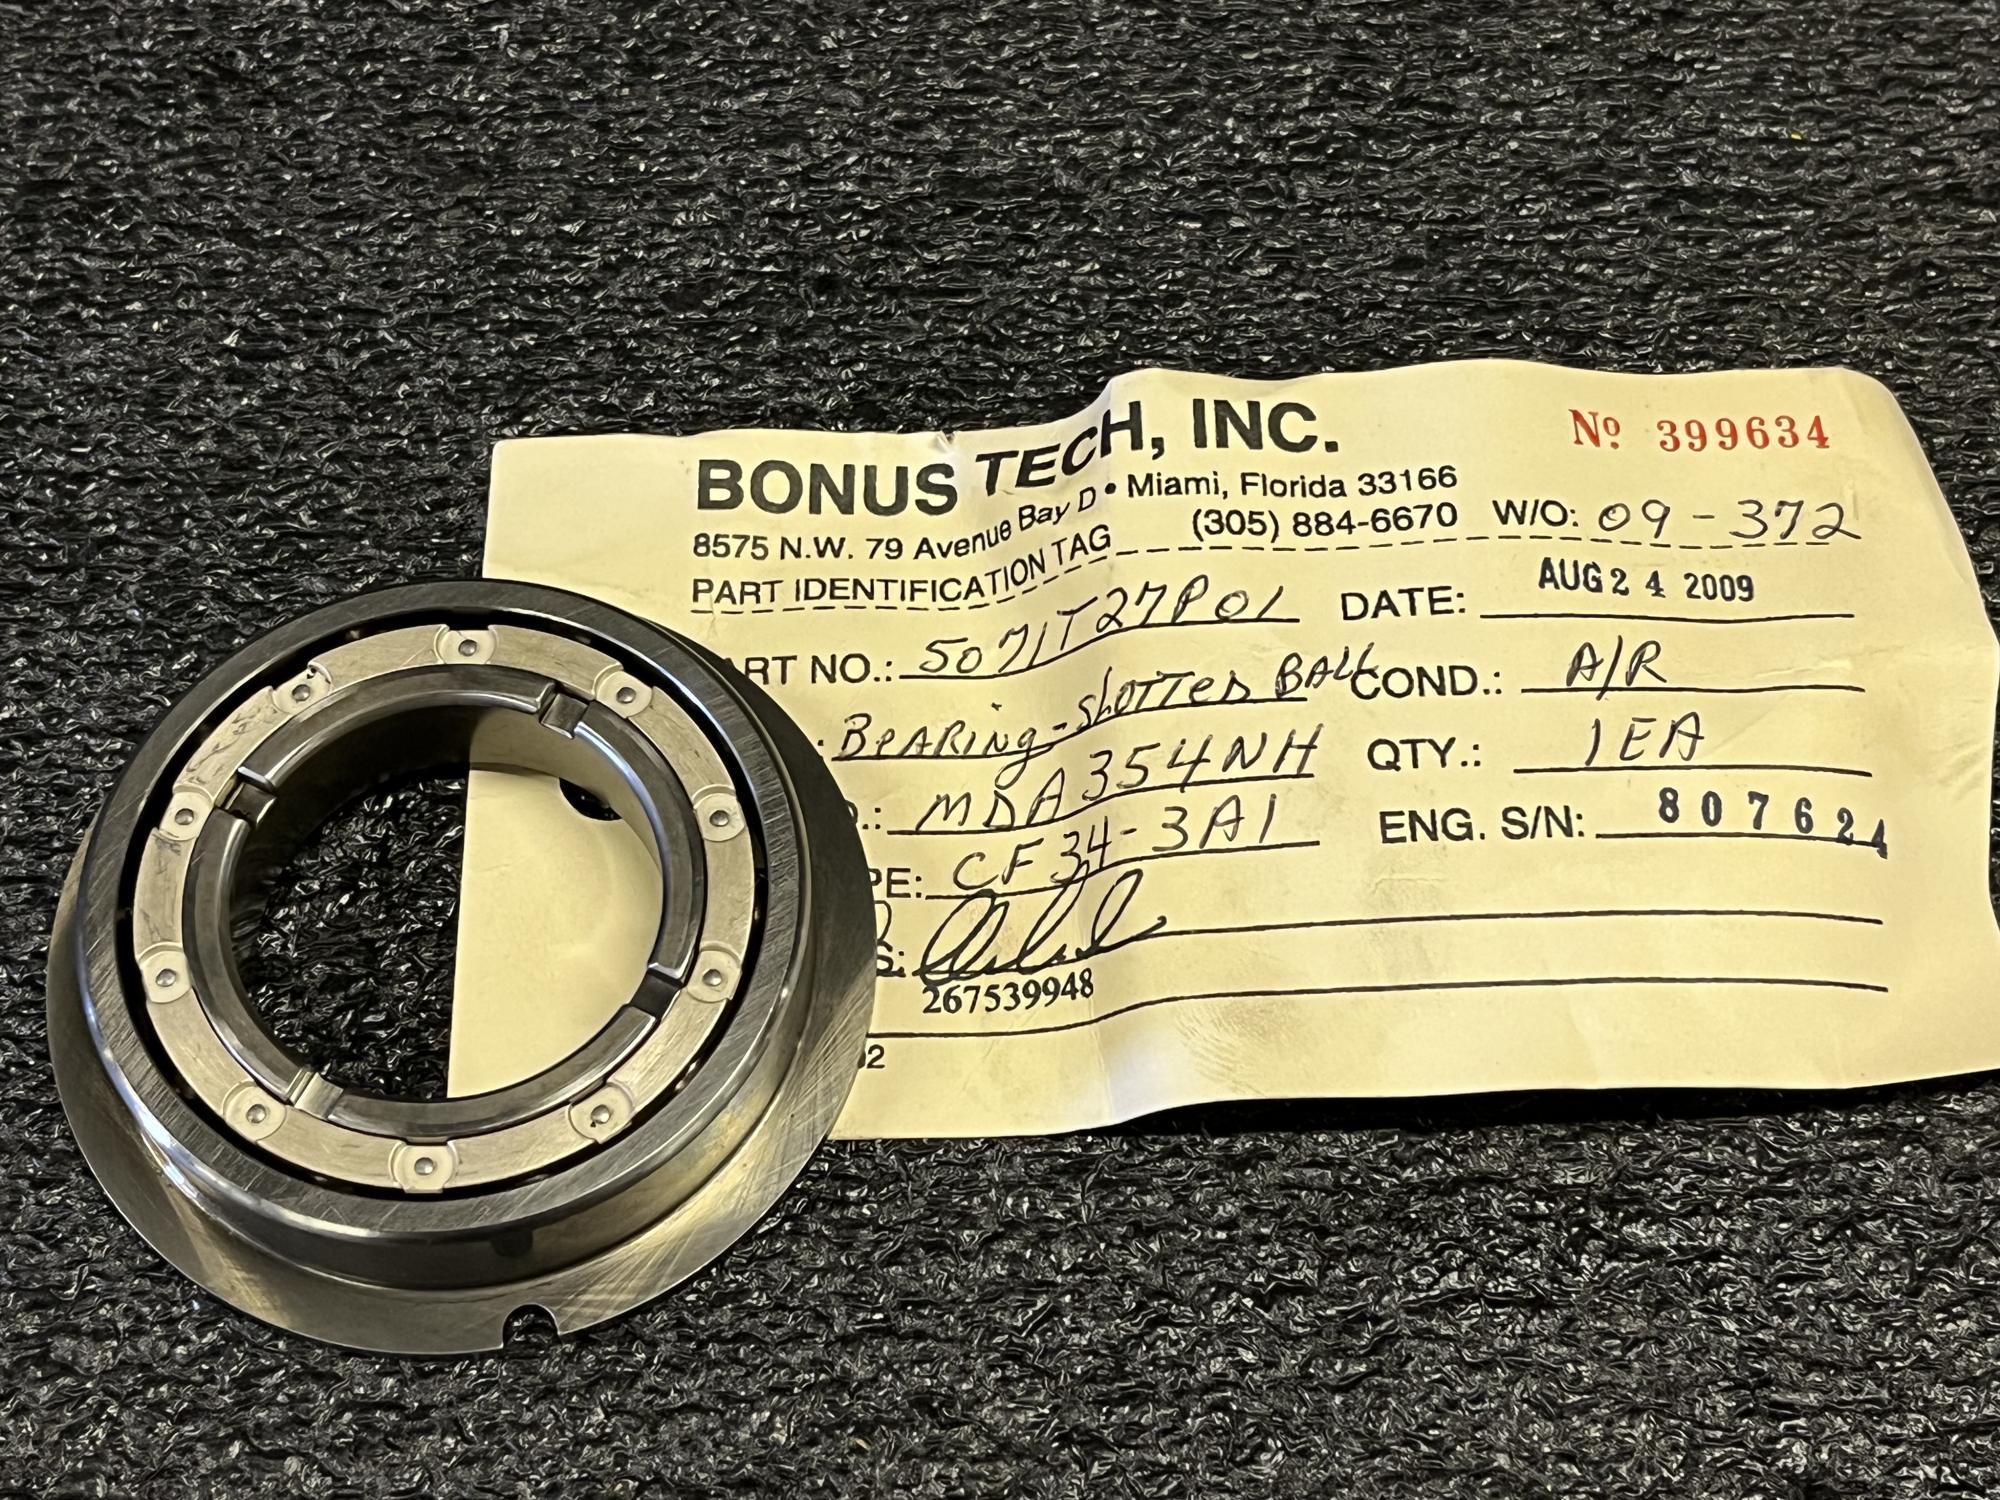 BONUS TECH, INC.
No 399634
8575 N.W. 79 Avenue Bay D • Miami, Florida 33166
(305) 884-6670
W/O: 09-372
PART IDENTIFICATION TAG
ART NO.: 5071T27P01
DATE: AUG 24 2009
: BEARING-SLOTTED BALL
COND.: A/R
.: MDA354NH
QTY.: 1EA
PE: CF34-3A1
ENG. S/N: 807624
S:
267539948
02